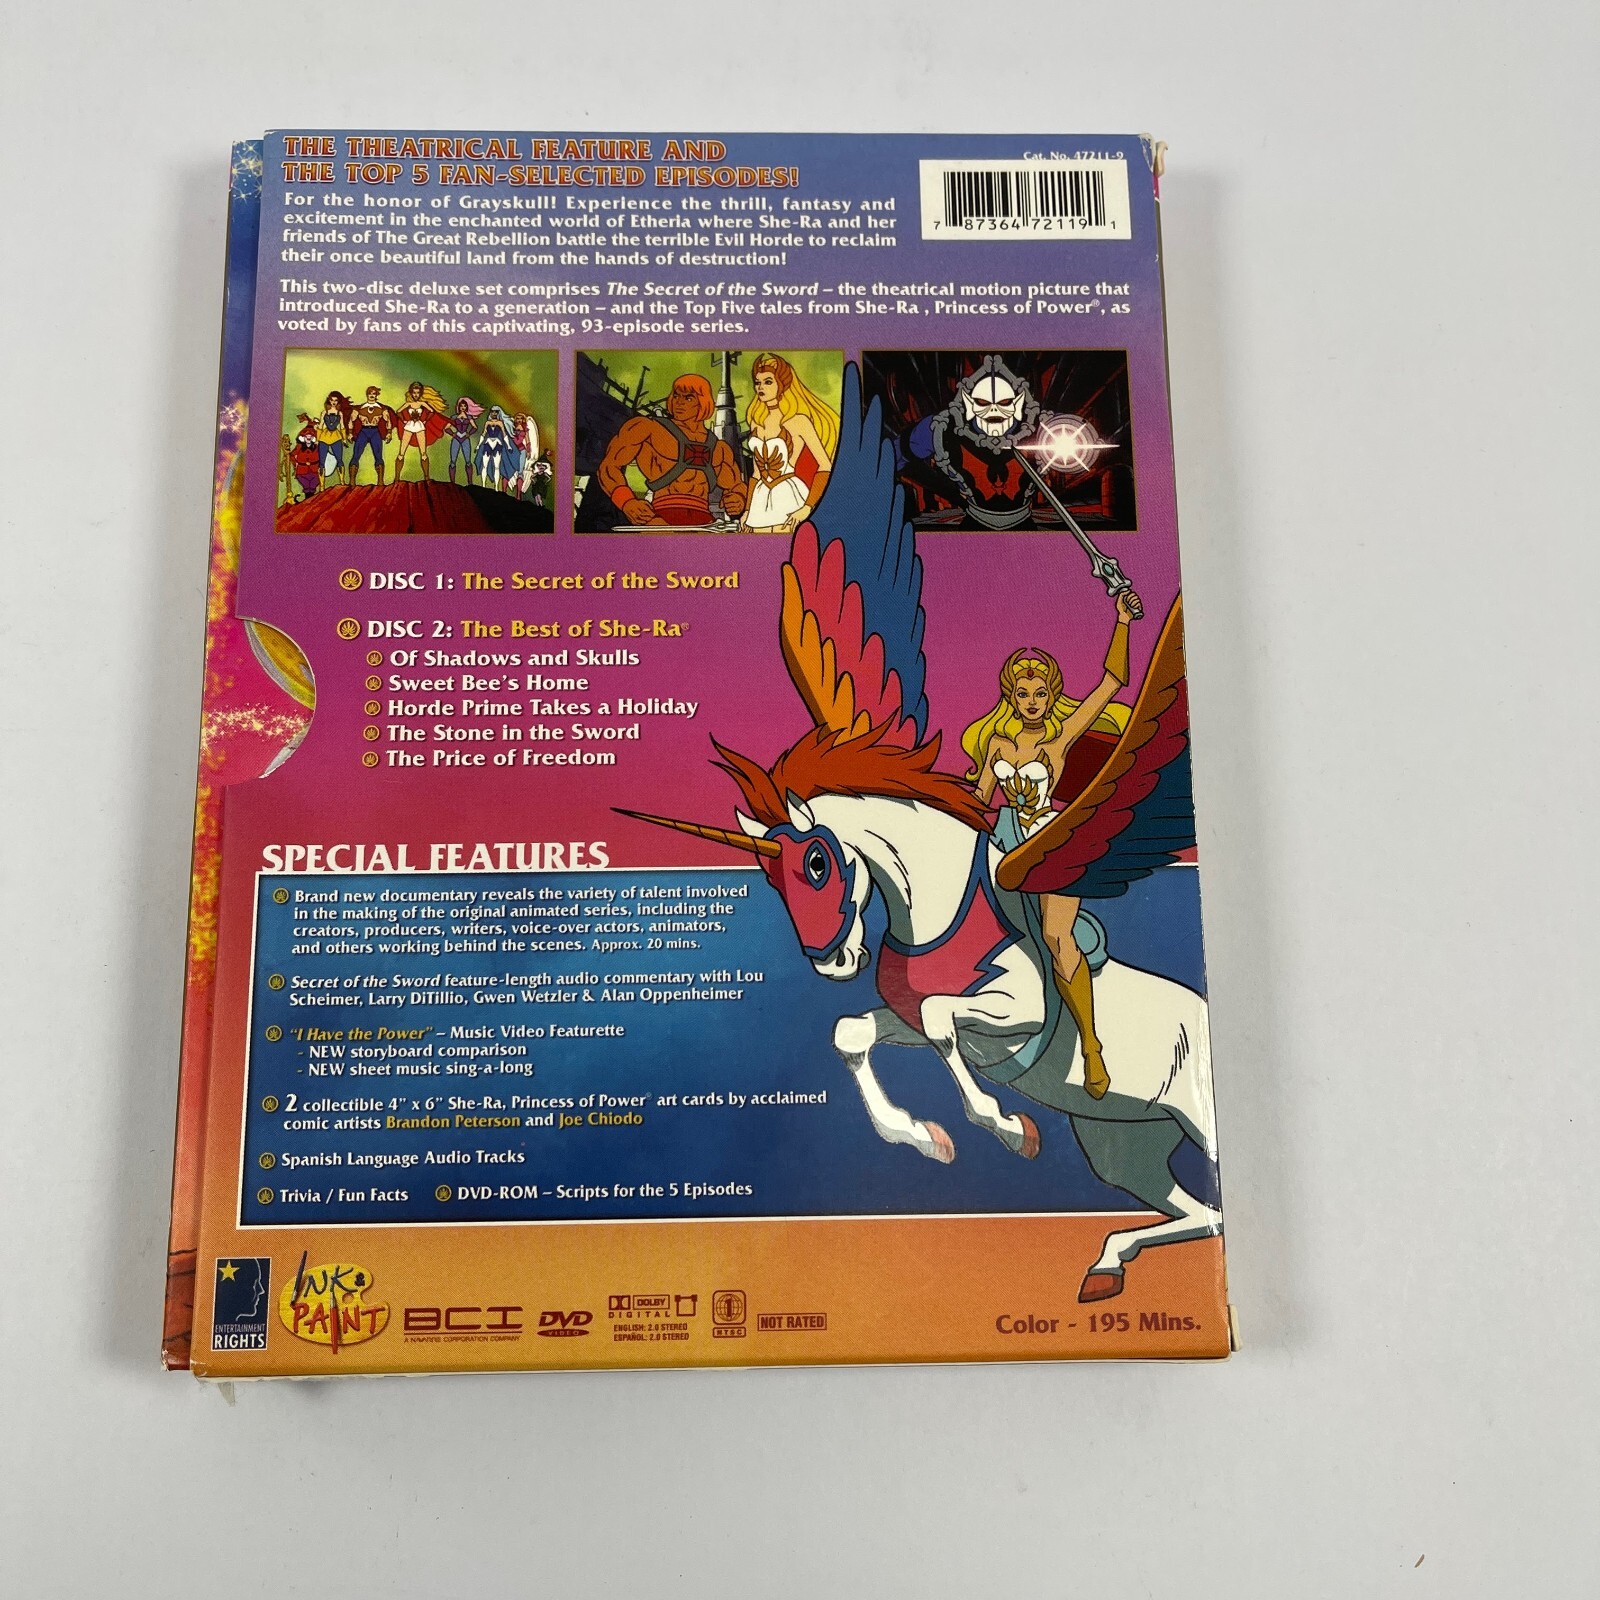 THE THEATRICAL FEATURE AND
THE TOP 5 FAN-SELECTED EPISODES!
For the honor of Grayskull! Experience the thrill, fantasy and
excitement in the enchanted world of Etheria where She-Ra and her
friends of The Great Rebellion battle the terrible Evil Horde to reclaim
their once beautiful land from the hands of destruction!
Cat. No. 47211-9
7 87364 72119 1
This two-disc deluxe set comprises The Secret of the Sword – the theatrical motion picture that
introduced She-Ra to a generation – and the Top Five tales from She-Ra , Princess of Power®, as
voted by fans of this captivating, 93-episode series.
DISC 1: The Secret of the Sword
DISC 2: The Best of She-Ra®
Of Shadows and Skulls
Sweet Bee's Home
Horde Prime Takes a Holiday
The Stone in the Sword
The Price of Freedom
SPECIAL FEATURES
Brand new documentary reveals the variety of talent involved
in the making of the original animated series, including the
creators, producers, writers, voice-over actors, animators,
and others working behind the scenes. Approx. 20 mins.
Secret of the Sword feature-length audio commentary with Lou
Scheimer, Larry DiTillio, Gwen Wetzler & Alan Oppenheimer
"I Have the Power" – Music Video Featurette
- NEW storyboard comparison
- NEW sheet music sing-a-long
2 collectible 4" x 6" She-Ra, Princess of Power® art cards by acclaimed
comic artists Brandon Peterson and Joe Chiodo
Spanish Language Audio Tracks
Trivia / Fun Facts DVD-ROM – Scripts for the 5 Episodes
ENTERTAINMENT
RIGHTS
INK &
PAINT
BCI
A NAVARRE CORPORATION COMPANY
DVD
VIDEO
DOLBY
DIGITAL
ENGLISH: 2.0 STEREO
ESPAÑOL: 2.0 STEREO
1
NTSC
NOT RATED
Color - 195 Mins.